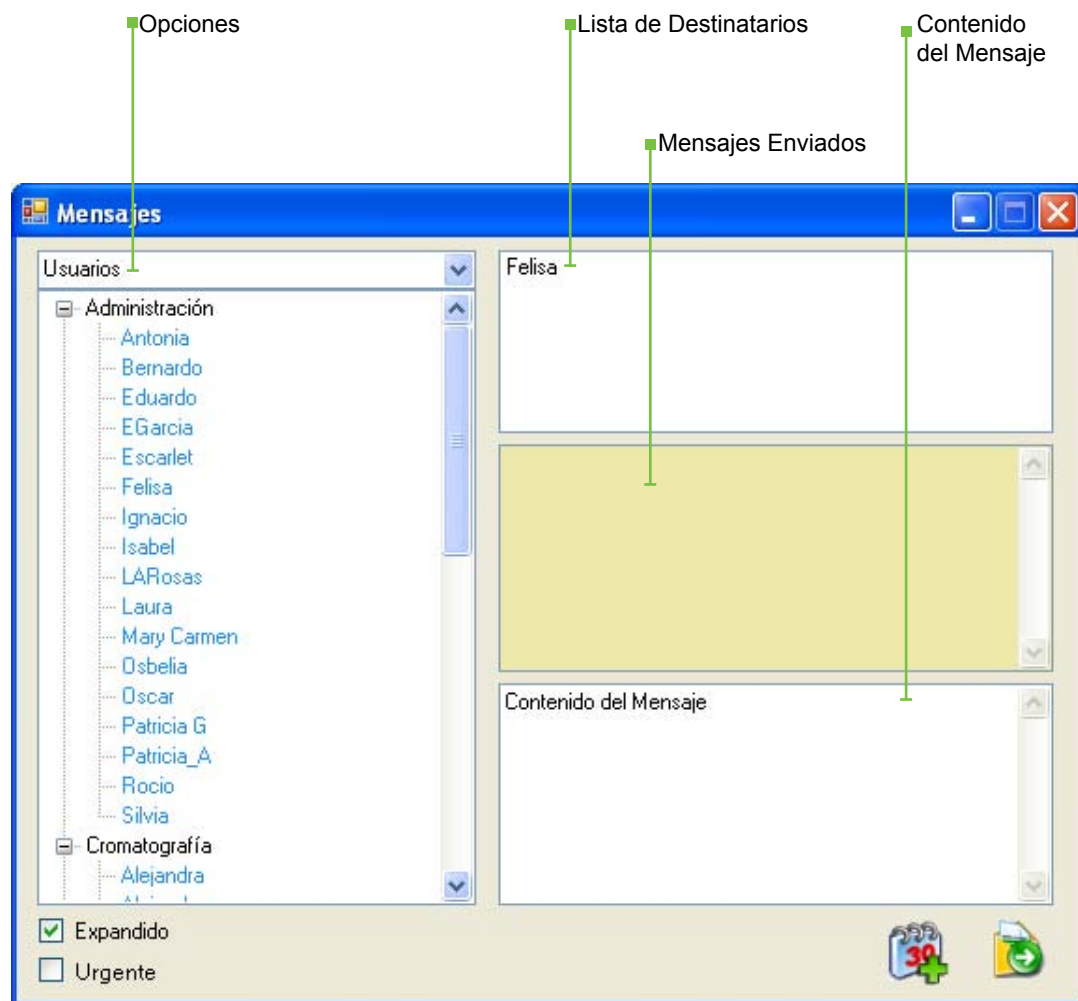 Opciones
Lista de Destinatarios
Contenido
del Mensaje
Mensajes Enviados
Mensajes
Usuarios
Administración
Antonia
Bernardo
Eduardo
EGarcia
Escarlet
Felisa
Ignacio
Isabel
LARosas
Laura
Mary Carmen
Osbelia
Oscar
Patricia G
Patricia_A
Rocio
Silvia
Cromatografía
Alejandra
Felisa
Contenido del Mensaje
Expandido
Urgente
39